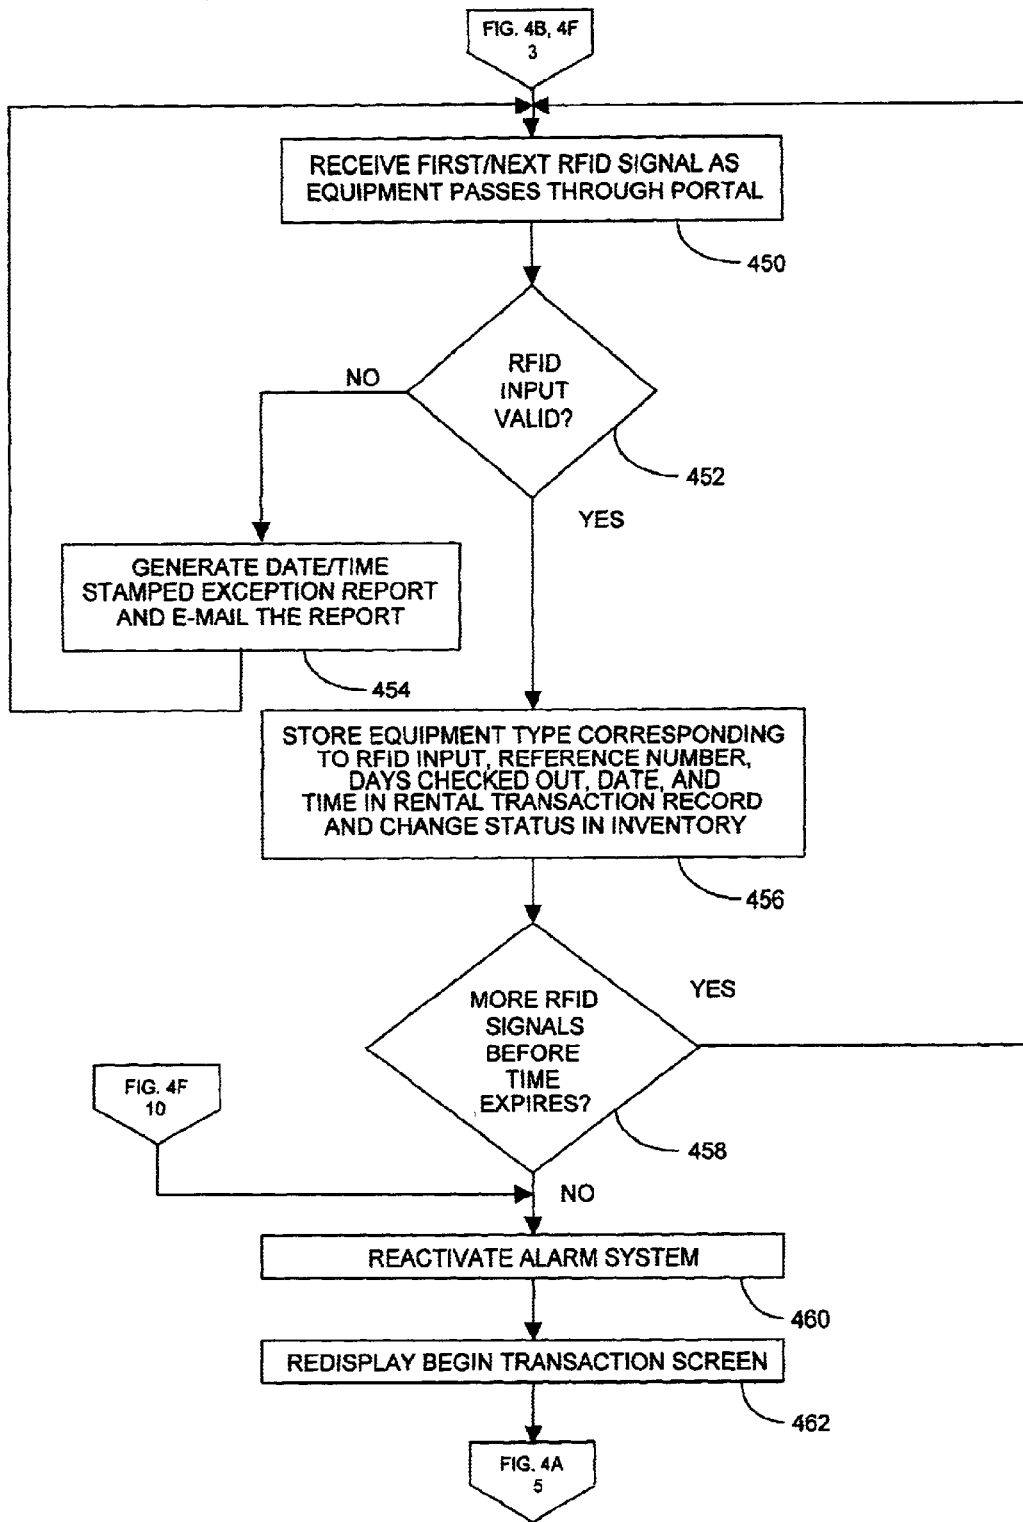 FIG. 4B, 4F
3
RECEIVE FIRST/NEXT RFID SIGNAL AS
EQUIPMENT PASSES THROUGH PORTAL
450
RFID
INPUT
VALID?
NO
452
YES
GENERATE DATE/TIME
STAMPED EXCEPTION REPORT
AND E-MAIL THE REPORT
454
STORE EQUIPMENT TYPE CORRESPONDING
TO RFID INPUT, REFERENCE NUMBER,
DAYS CHECKED OUT, DATE, AND
TIME IN RENTAL TRANSACTION RECORD
AND CHANGE STATUS IN INVENTORY
456
MORE RFID
SIGNALS
BEFORE
TIME
EXPIRES?
YES
FIG. 4F
10
458
NO
REACTIVATE ALARM SYSTEM
460
REDISPLAY BEGIN TRANSACTION SCREEN
462
FIG. 4A
5